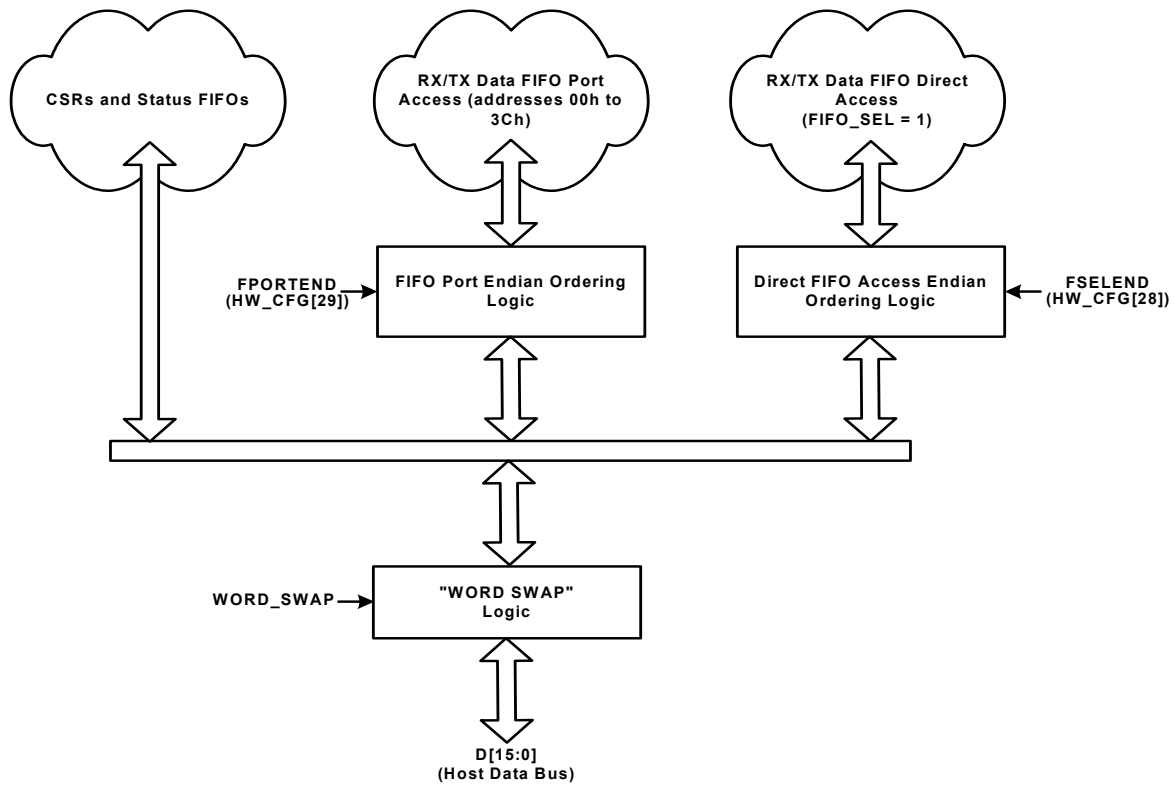 CSRs and Status FIFOs
RX/TX Data FIFO Port
Access (addresses 00h to
3Ch)
RX/TX Data FIFO Direct
Access
(FIFO_SEL = 1)
FPORTEND
(HW_CFG[29])
FIFO Port Endian Ordering
Logic
Direct FIFO Access Endian
Ordering Logic
FSELEND
(HW_CFG[28])
WORD_SWAP
"WORD SWAP"
Logic
D[15:0]
(Host Data Bus)